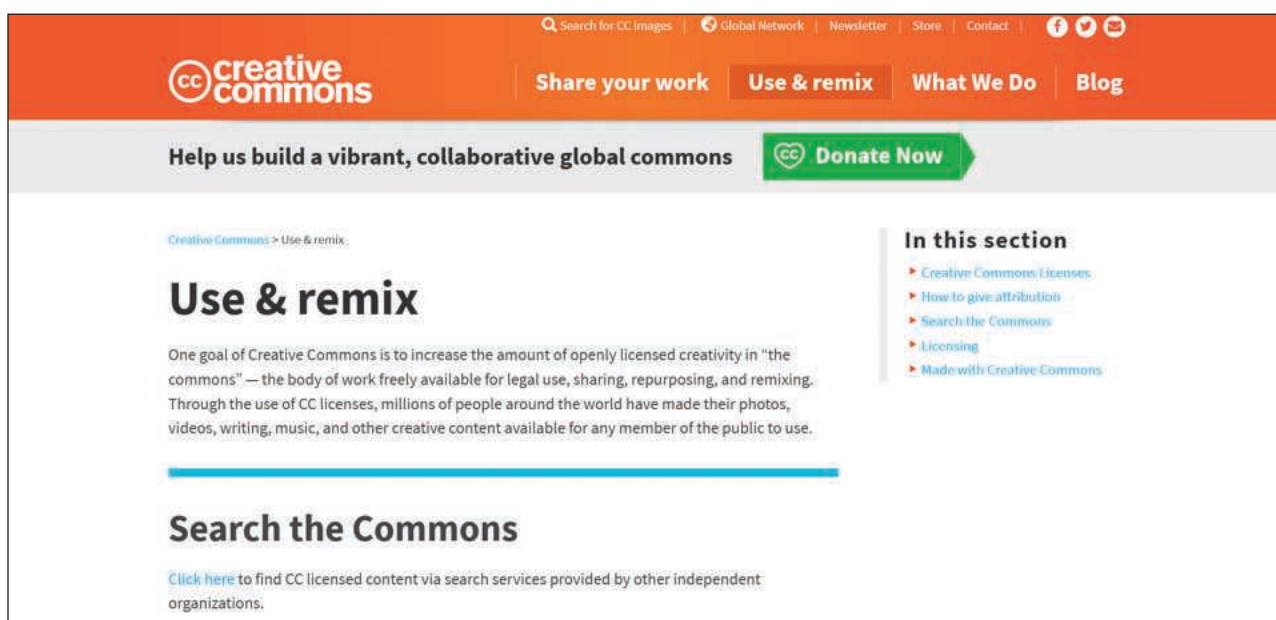 Search for CC images | Global Network | Newsletter | Store | Contact |
cc creative commons
Share your work | Use & remix | What We Do | Blog
Help us build a vibrant, collaborative global commons
cc Donate Now
Creative Commons > Use & remix
Use & remix
One goal of Creative Commons is to increase the amount of openly licensed creativity in “the
commons” — the body of work freely available for legal use, sharing, repurposing, and remixing.
Through the use of CC licenses, millions of people around the world have made their photos,
videos, writing, music, and other creative content available for any member of the public to use.
Search the Commons
Click here to find CC licensed content via search services provided by other independent
organizations.
In this section
Creative Commons Licenses
How to give attribution
Search the Commons
Licensing
Made with Creative Commons